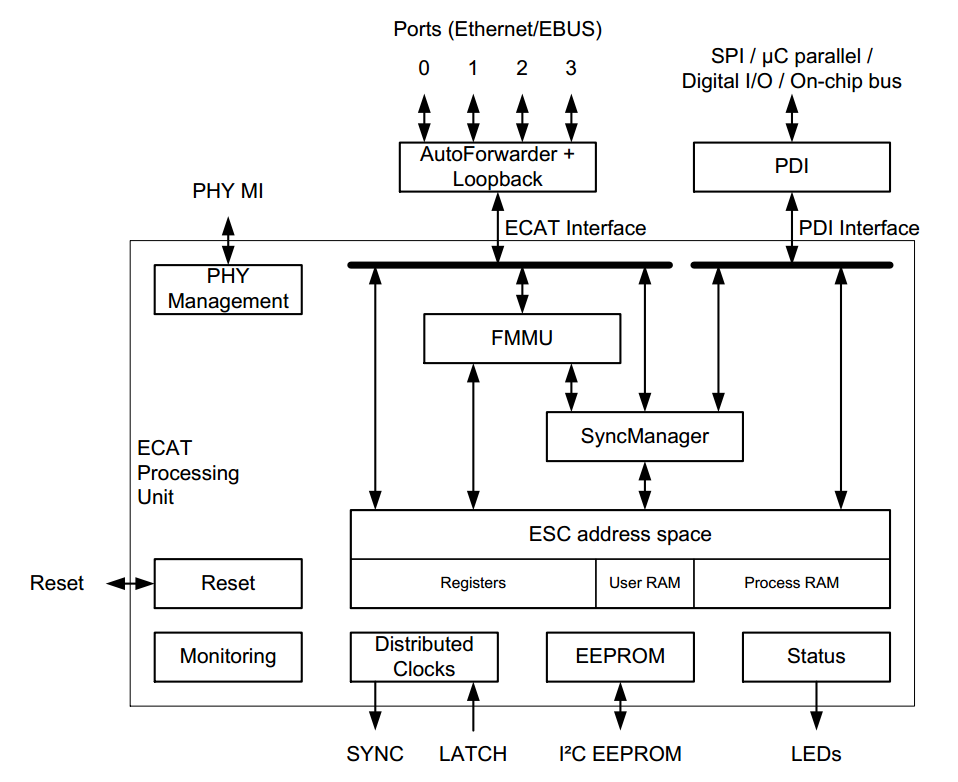 Ports (Ethernet/EBUS)
0 1 2 3
SPI / µC parallel /
Digital I/O / On-chip bus
AutoForwarder +
Loopback
PDI
PHY MI
ECAT Interface
PDI Interface
PHY
Management
FMMU
SyncManager
ECAT
Processing
Unit
ESC address space
Reset
Reset
Registers
User RAM
Process RAM
Monitoring
Distributed
Clocks
EEPROM
Status
SYNC
LATCH
I²C EEPROM
LEDs